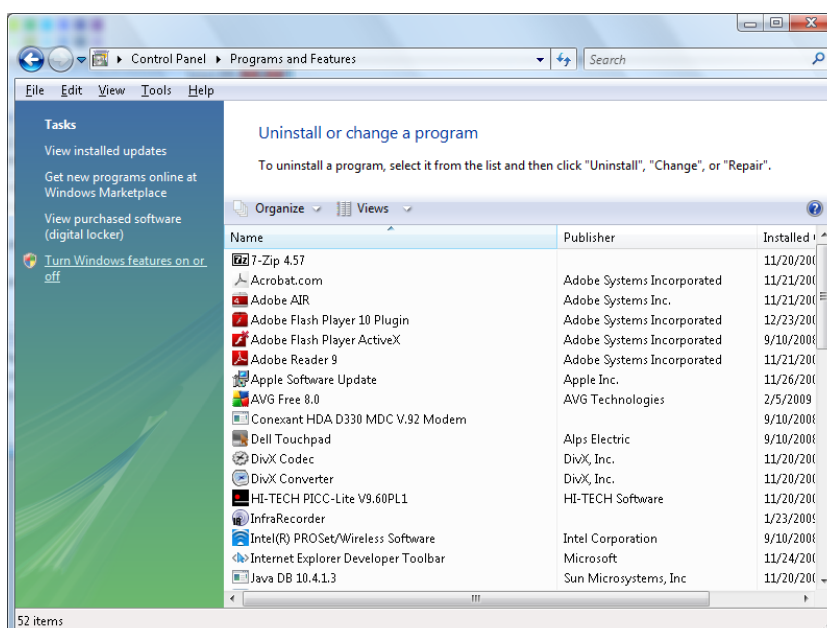 Control Panel Programs and Features Search
File Edit View Tools Help
Tasks
View installed updates
Get new programs online at
Windows Marketplace
View purchased software
(digital locker)
Turn Windows features on or
off
Uninstall or change a program
To uninstall a program, select it from the list and then click "Uninstall", "Change", or "Repair".
Organize Views
Name Publisher Installed
7-Zip 4.57 11/20/200
Acrobat.com Adobe Systems Incorporated 11/21/200
Adobe AIR Adobe Systems Inc. 11/21/200
Adobe Flash Player 10 Plugin Adobe Systems Incorporated 12/23/200
Adobe Flash Player ActiveX Adobe Systems Incorporated 9/10/2008
Adobe Reader 9 Adobe Systems Incorporated 11/21/200
Apple Software Update Apple Inc. 11/26/200
AVG Free 8.0 AVG Technologies 2/5/2009
Conexant HDA D330 MDC V.92 Modem 9/10/2008
Dell Touchpad Alps Electric 9/10/2008
DivX Codec DivX, Inc. 11/20/200
DivX Converter DivX, Inc. 11/20/200
HI-TECH PICC-Lite V9.60PL1 HI-TECH Software 11/20/200
InfraRecorder 1/23/2009
Intel(R) PROSet/Wireless Software Intel Corporation 9/10/2008
Internet Explorer Developer Toolbar Microsoft 11/24/200
Java DB 10.4.1.3 Sun Microsystems, Inc 11/20/200
52 items